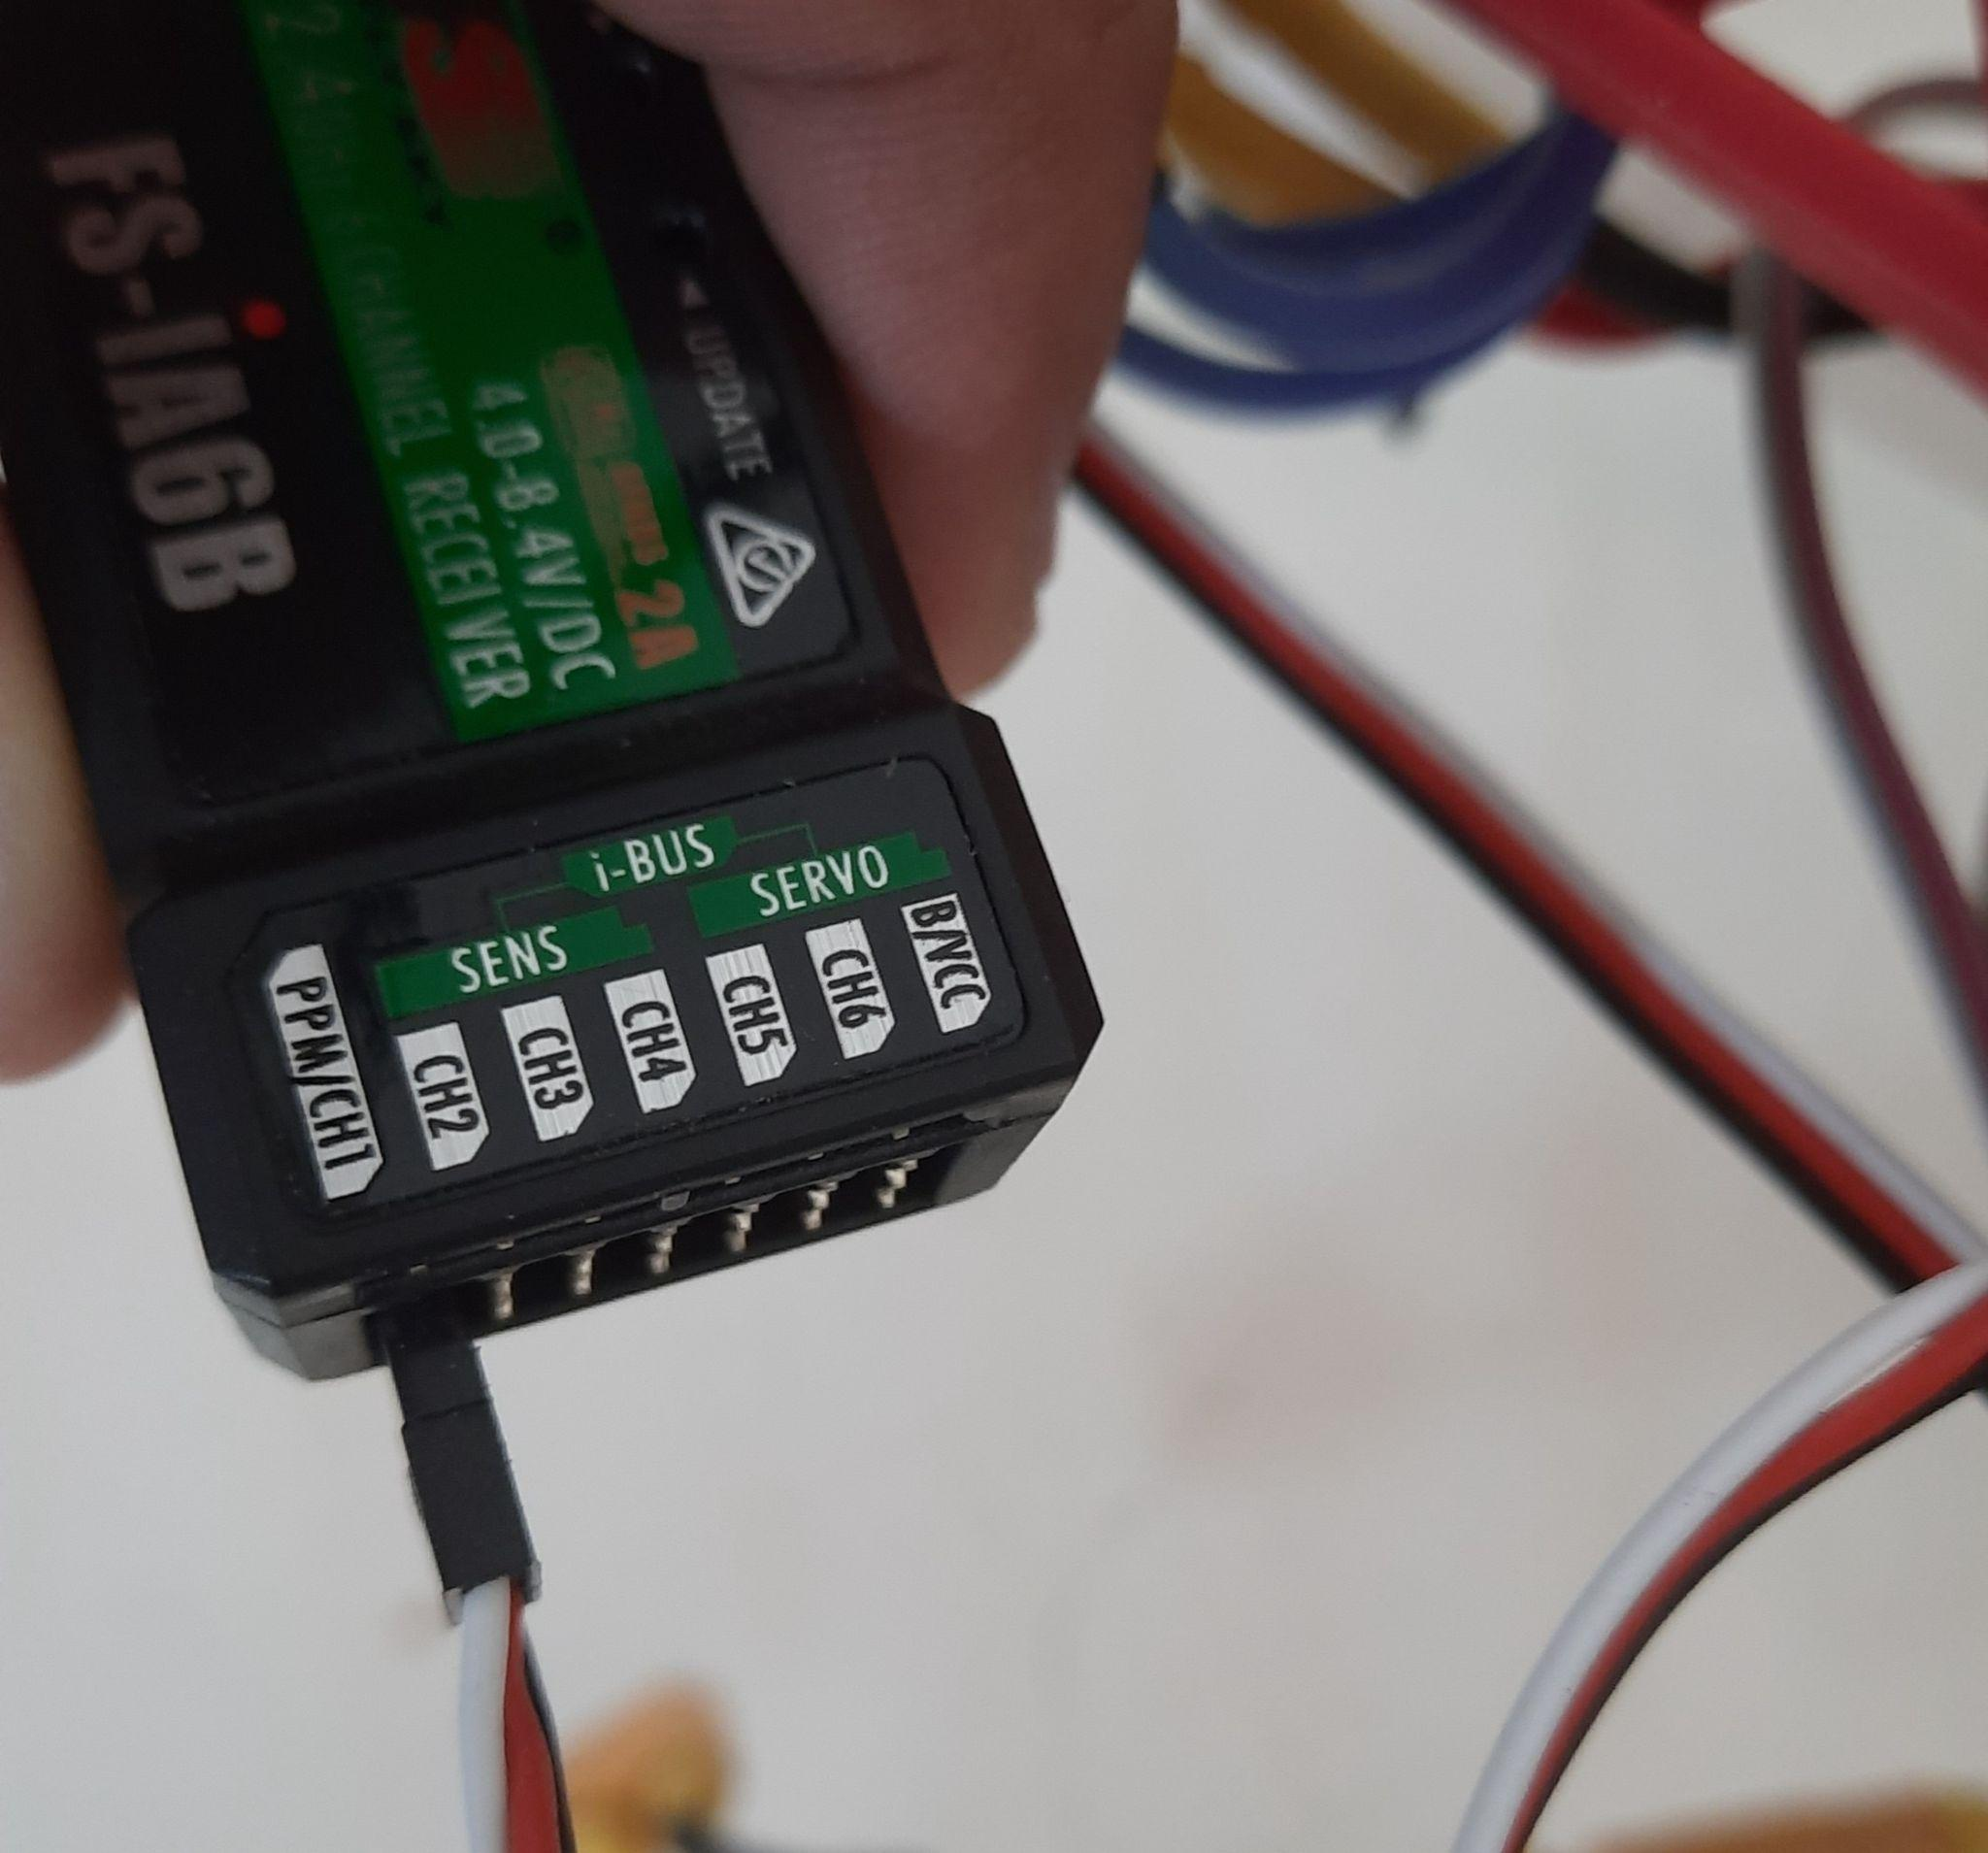 FS-iA6B
CHANNEL RECEIVER
4.0-8.4V/DC
2A
UPDATE
i-BUS
SENS
SERVO
PPM/CH1
CH2
CH3
CH4
CH5
CH6
B/VCC